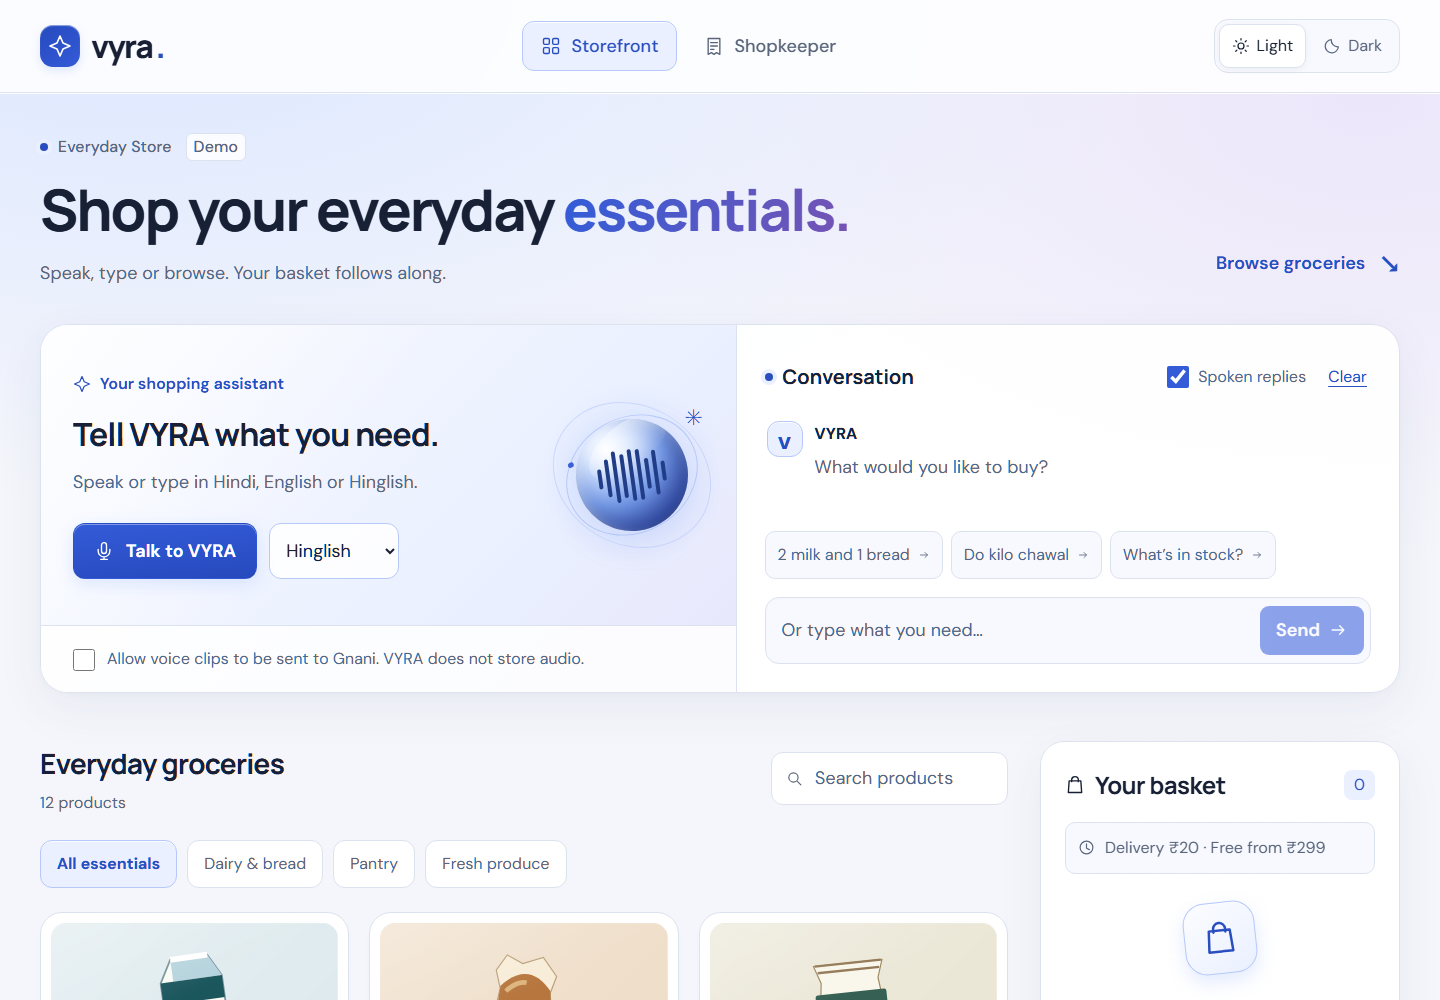 vyra.
Storefront
Shopkeeper
Light
Dark
Everyday Store
Demo
Shop your everyday essentials.
Speak, type or browse. Your basket follows along.
Browse groceries
Your shopping assistant
Tell VYRA what you need.
Speak or type in Hindi, English or Hinglish.
Talk to VYRA
Hinglish
Allow voice clips to be sent to Gnani. VYRA does not store audio.
Conversation
Spoken replies
Clear
v
VYRA
What would you like to buy?
2 milk and 1 bread →
Do kilo chawal →
What's in stock? →
Or type what you need...
Send →
Everyday groceries
12 products
Search products
All essentials
Dairy & bread
Pantry
Fresh produce
Your basket
0
Delivery ₹20 · Free from ₹299